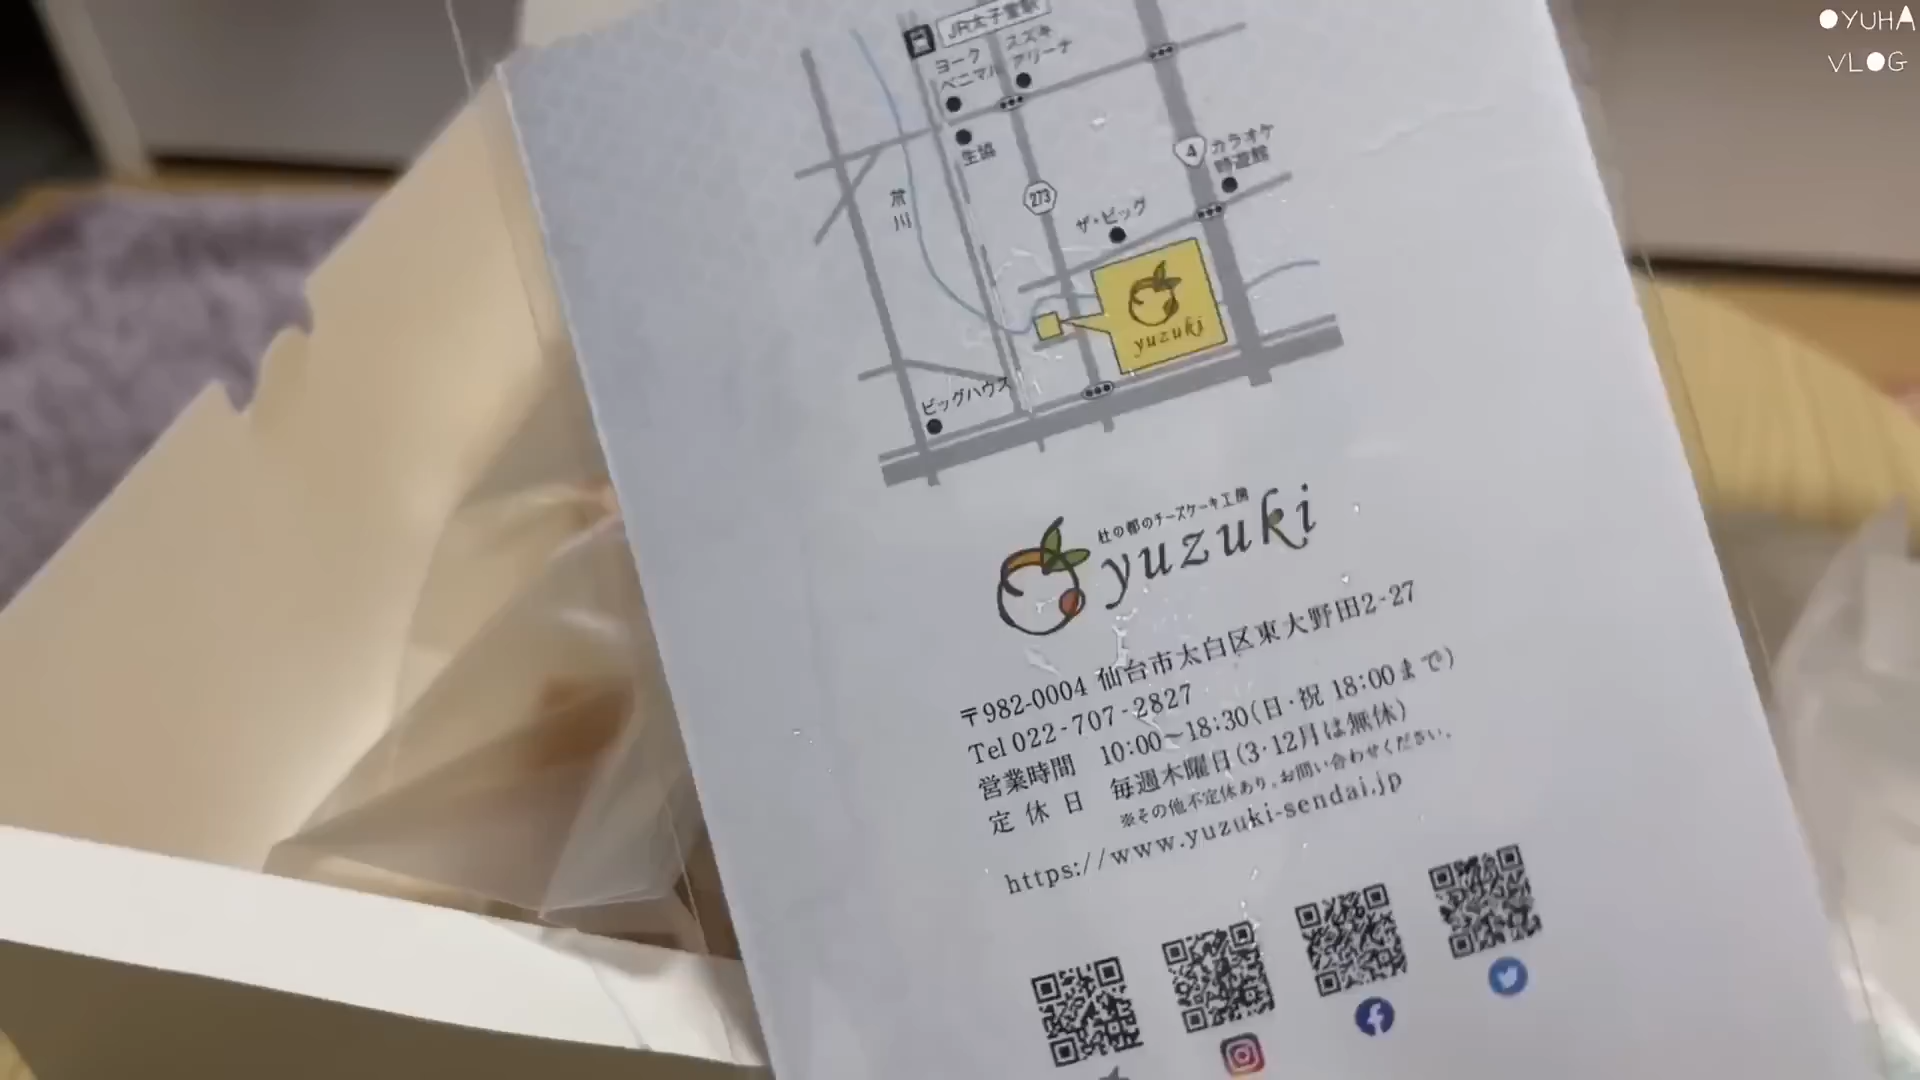 OYUHA
VLOG
JR太子堂駅
ヨーク
ベニマル
スズキ
アリーナ
生協
4
カラオケ
時遊館
273
ザ・ビッグ
yuzuki
ビッグハウス
杜の都のチーズケーキ工房
yuzuki
〒982-0004 仙台市太白区東大野田2-27
Tel 022-707-2827
営業時間 10:00~18:30(日・祝 18:00まで)
定休日 毎週木曜日(3・12月は無休)
※その他不定休あり。お問い合わせください。
https://www.yuzuki-sendai.jp